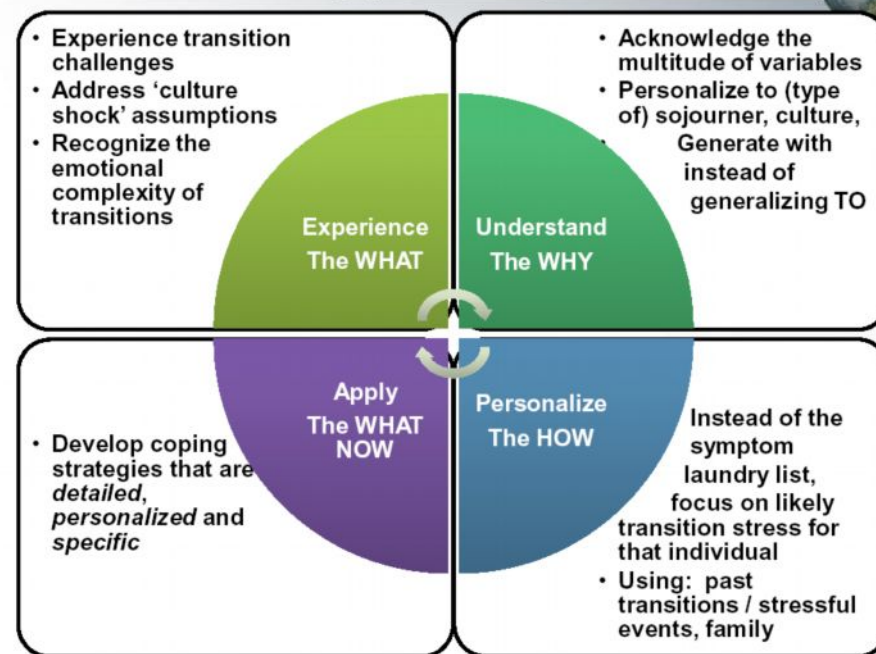 • Experience transition
challenges
• Address ‘culture
shock’ assumptions
• Recognize the
emotional
complexity of
transitions
Experience
The WHAT
• Acknowledge the
multitude of variables
• Personalize to (type
of) sojourner, culture,
• Generate with
instead of
generalizing TO
Understand
The WHY
Apply
The WHAT
NOW
• Develop coping
strategies that are
detailed,
personalized and
specific
Personalize
The HOW
Instead of the
symptom
laundry list,
focus on likely
transition stress for
that individual
• Using: past
transitions / stressful
events, family